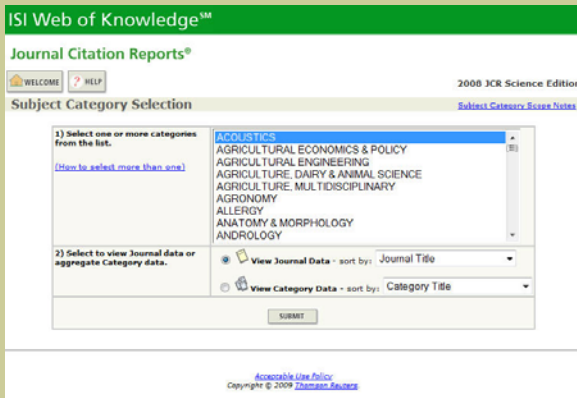 ISI Web of Knowledge℠
Journal Citation Reports®
WELCOME ? HELP
2008 JCR Science Edition
Subject Category Selection
Subject Category Scope Notes
1) Select one or more categories
from the list.
(How to select more than one)
ACOUSTICS
AGRICULTURAL ECONOMICS & POLICY
AGRICULTURAL ENGINEERING
AGRICULTURE, DAIRY & ANIMAL SCIENCE
AGRICULTURE, MULTIDISCIPLINARY
AGRONOMY
ALLERGY
ANATOMY & MORPHOLOGY
ANDROLOGY
2) Select to view Journal data or
aggregate Category data.
View Journal Data - sort by: Journal Title
View Category Data - sort by: Category Title
SUBMIT
Acceptable Use Policy
Copyright © 2009 Thomson Reuters.